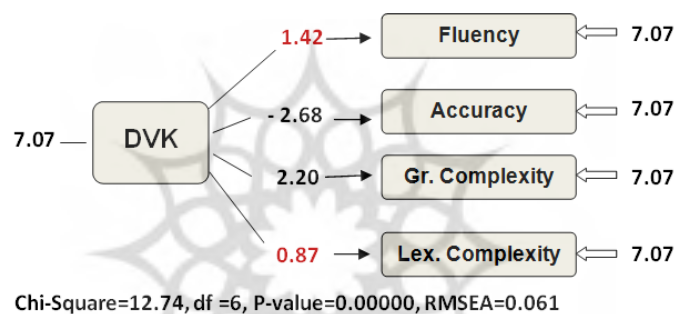 1.42 Fluency 7.07
7.07 DVK - 2.68 Accuracy 7.07
2.20 Gr. Complexity 7.07
0.87 Lex. Complexity 7.07
Chi-Square=12.74, df =6, P-value=0.00000, RMSEA=0.061